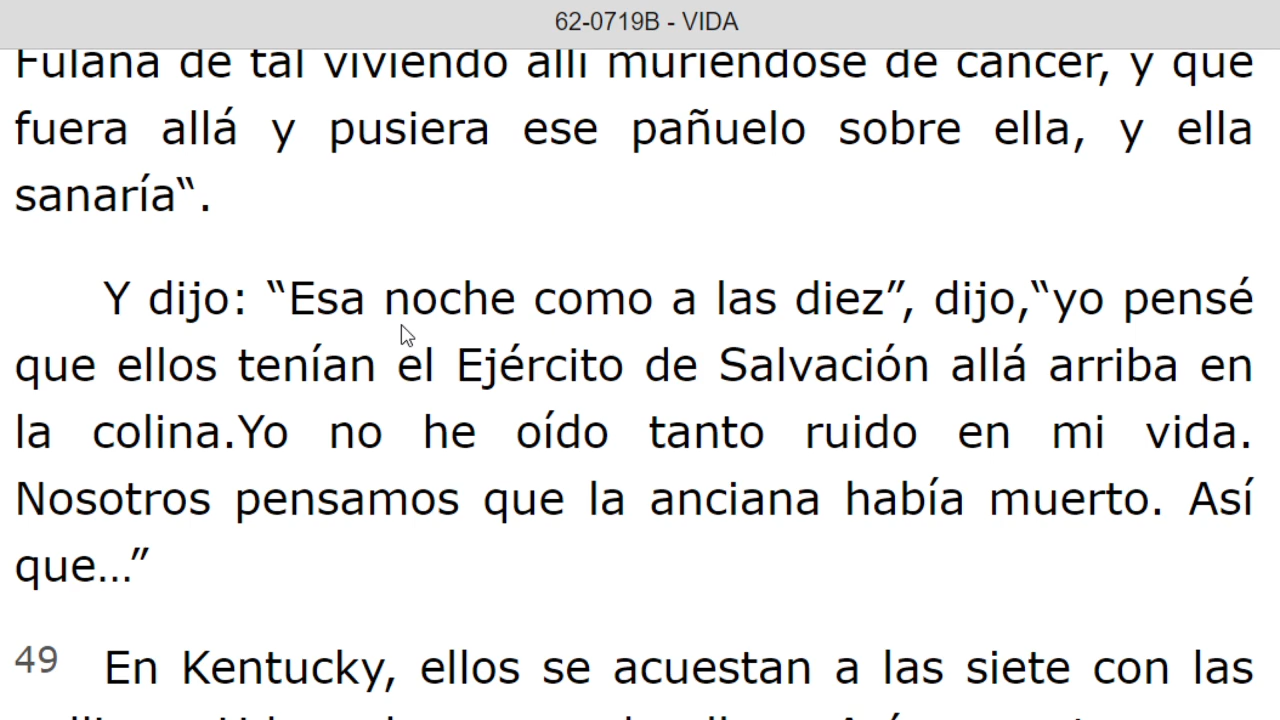 62-0719B - VIDA
Fulana de tal viviendo allí muriéndose de cáncer, y que
fuera allá y pusiera ese pañuelo sobre ella, y ella
sanaría“.
Y dijo: “Esa noche como a las diez”, dijo,“yo pensé
que ellos tenían el Ejército de Salvación allá arriba en
la colina.Yo no he oído tanto ruido en mi vida.
Nosotros pensamos que la anciana había muerto. Así
que…”
49 En Kentucky, ellos se acuestan a las siete con las